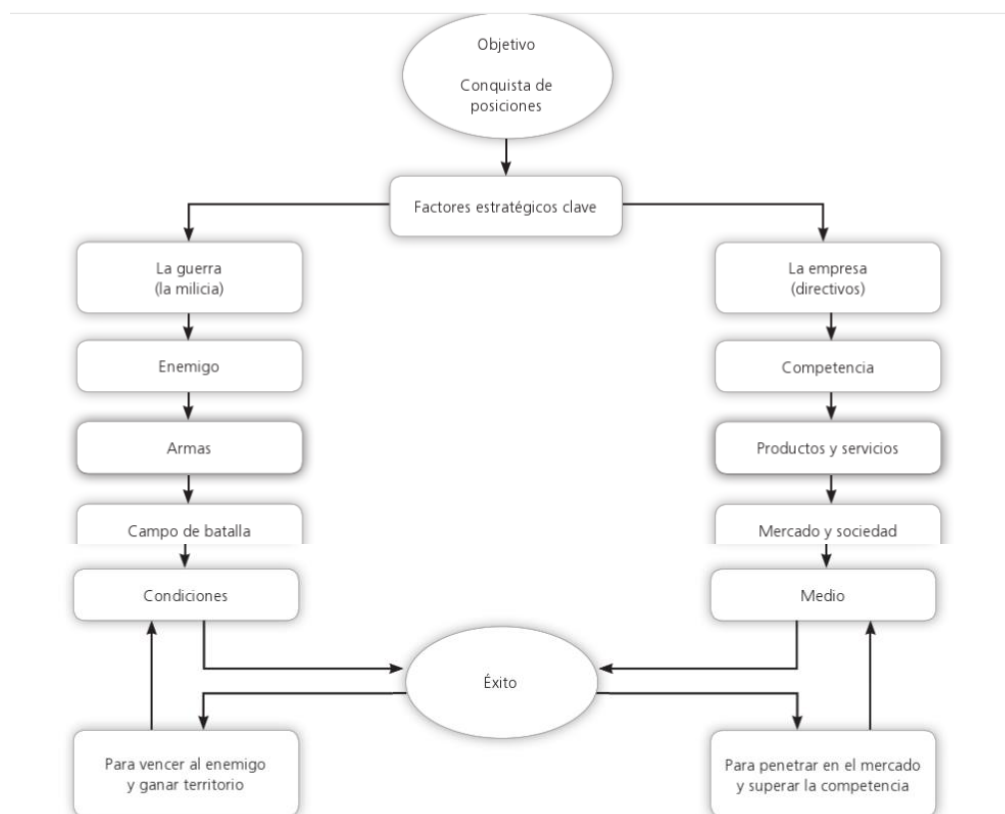 Objetivo
Conquista de
posiciones
Factores estratégicos clave
La guerra
(la milicia)
La empresa
(directivos)
Enemigo
Competencia
Armas
Productos y servicios
Campo de batalla
Mercado y sociedad
Condiciones
Medio
Éxito
Para vencer al enemigo
y ganar territorio
Para penetrar en el mercado
y superar la competencia